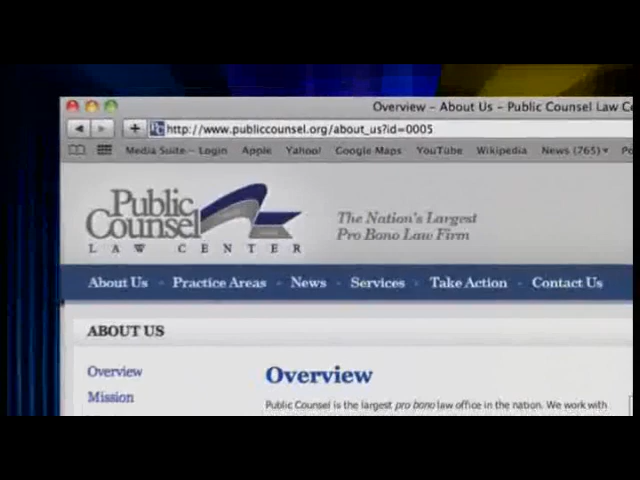 Overview – About Us – Public Counsel Law
http://www.publiccounsel.org/about_us?id=0005
Media Suite – Login Apple Yahoo! Google Maps YouTube Wikipedia News (765)
Public
Counsel
LAW CENTER
The Nation's Largest
Pro Bono Law Firm
About Us Practice Areas News Services Take Action Contact Us
ABOUT US
Overview
Overview
Mission
Public Counsel is the largest pro bono law office in the nation. We work with